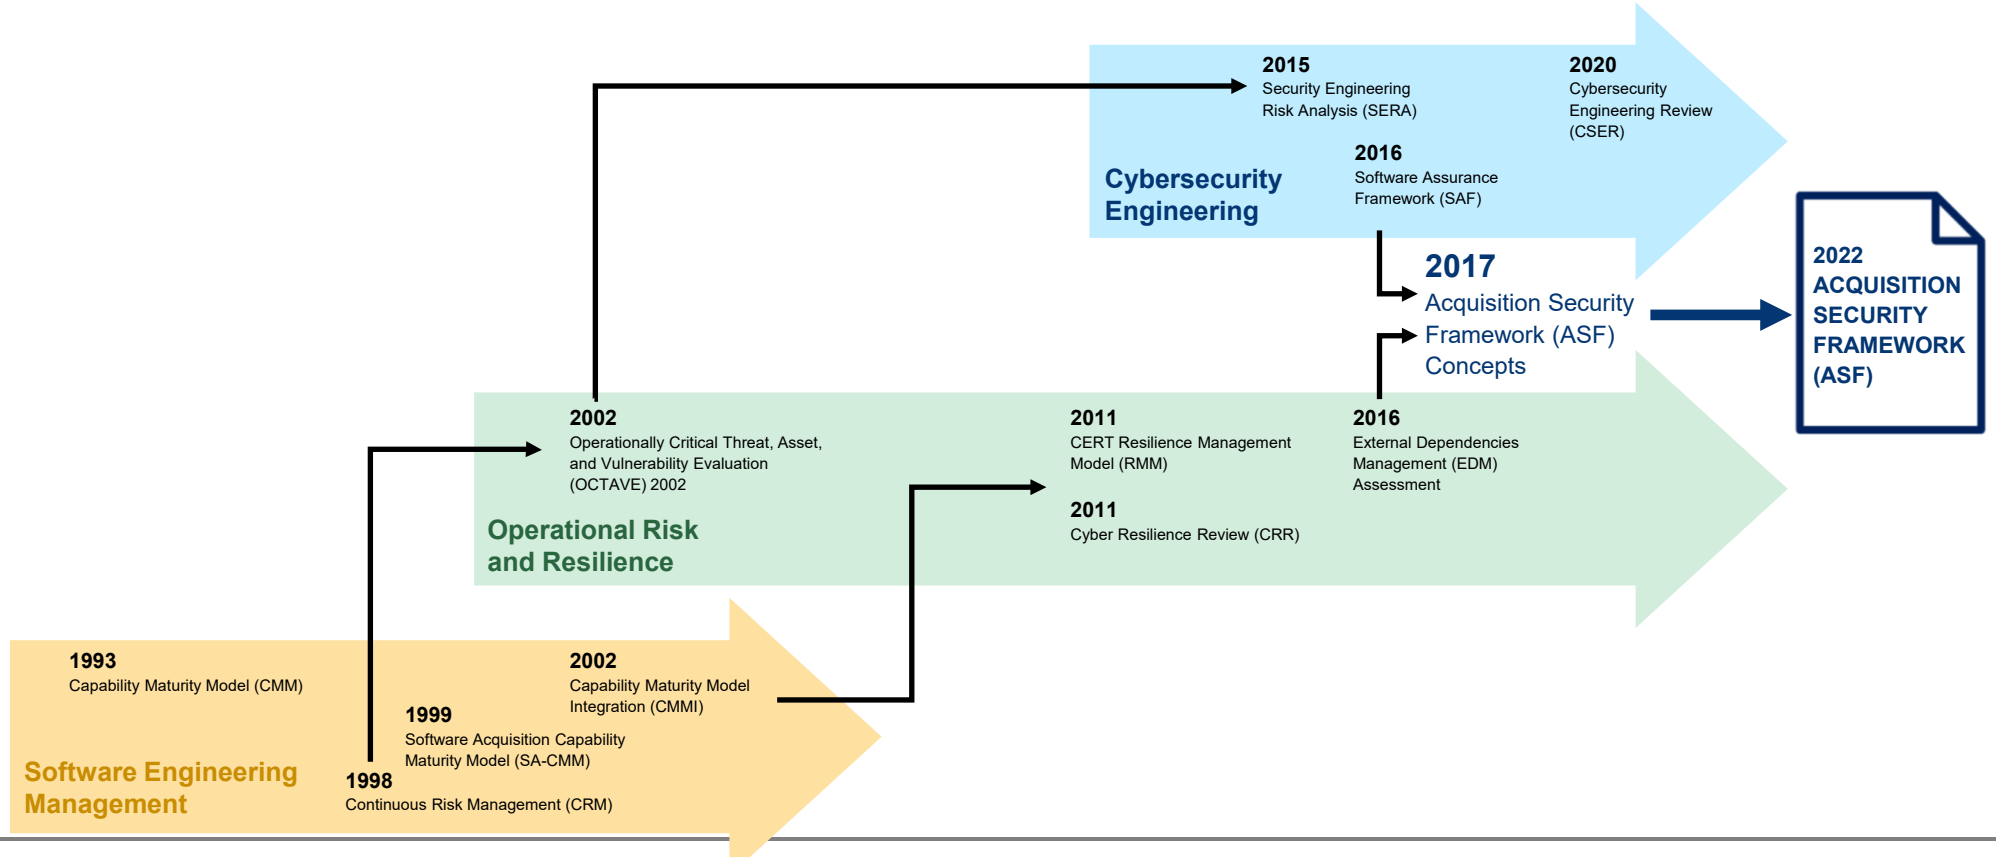 2015
Security Engineering
Risk Analysis (SERA)
2020
Cybersecurity
Engineering Review
(CSER)
2016
Software Assurance
Framework (SAF)
Cybersecurity
Engineering
2017
Acquisition Security
Framework (ASF)
Concepts
2022
ACQUISITION
SECURITY
FRAMEWORK
(ASF)
2002
Operationally Critical Threat, Asset,
and Vulnerability Evaluation
(OCTAVE) 2002
2011
CERT Resilience Management
Model (RMM)
2011
Cyber Resilience Review (CRR)
2016
External Dependencies
Management (EDM)
Assessment
Operational Risk
and Resilience
1993
Capability Maturity Model (CMM)
2002
Capability Maturity Model
Integration (CMMI)
1999
Software Acquisition Capability
Maturity Model (SA-CMM)
1998
Continuous Risk Management (CRM)
Software Engineering
Management